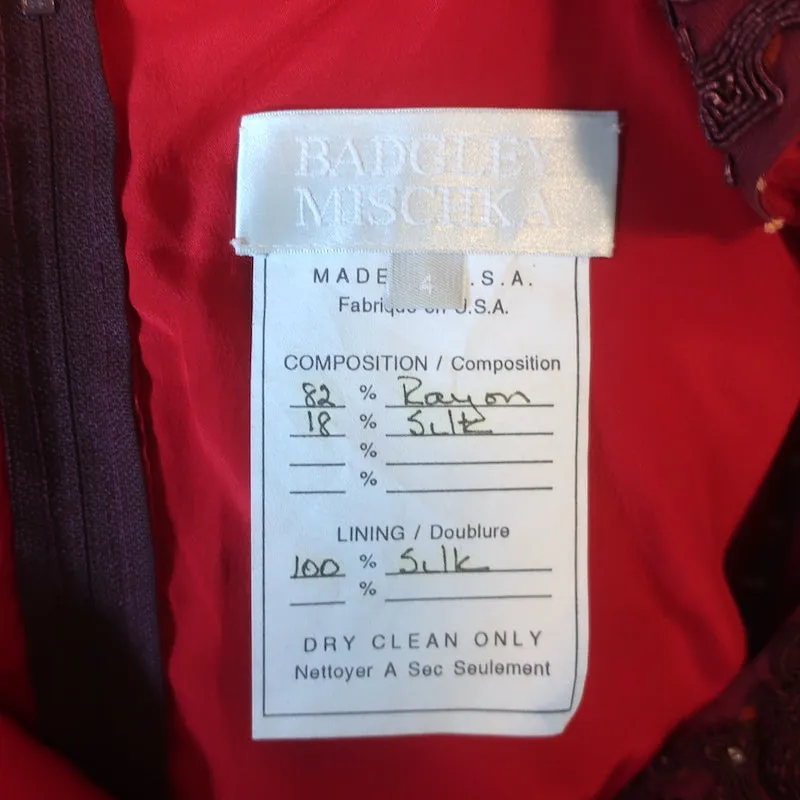 BADGLEY
MISCHKA
4
MADE .S.A.
Fabrique en U.S.A.
COMPOSITION / Composition
82 % Rayon
18 % Silk
%
%
LINING / Doublure
100 % Silk
%
DRY CLEAN ONLY
Nettoyer A Sec Seulement